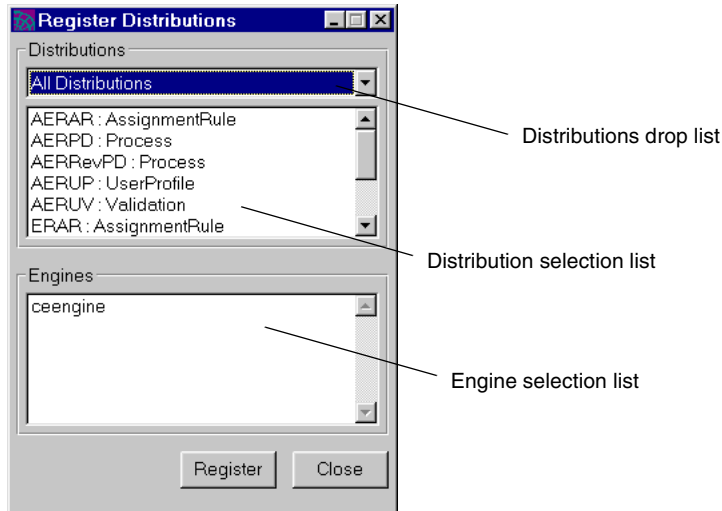 Register Distributions
Distributions
All Distributions
AERAR : AssignmentRule
AERPD : Process
AERRevPD : Process
AERUP : UserProfile
AERUV : Validation
ERAR : AssignmentRule
Distributions drop list
Distribution selection list
Engines
ceengine
Engine selection list
Register
Close